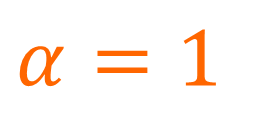 α = 1